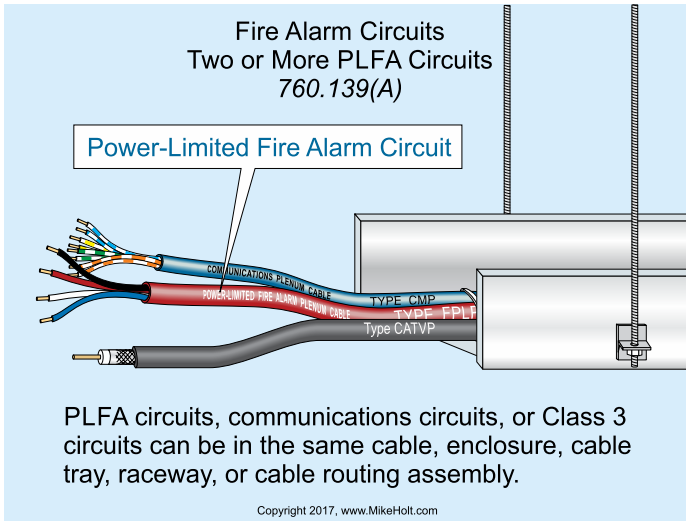 Fire Alarm Circuits
Two or More PLFA Circuits
760.139(A)
Power-Limited Fire Alarm Circuit
COMMUNICATIONS PLENUM CABLE
TYPE CMP
POWER-LIMITED FIRE ALARM PLENUM CABLE
TYPE FPLP
Type CATVP
PLFA circuits, communications circuits, or Class 3
circuits can be in the same cable, enclosure, cable
tray, raceway, or cable routing assembly.
Copyright 2017, www.MikeHolt.com